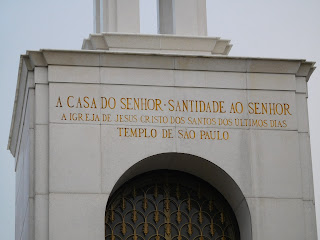 A CASA DO SENHOR-SANTIDADE AO SENHOR
A IGREJA DE JESUS CRISTO DOS SANTOS DOS ÚLTIMOS DIAS
TEMPLO DE SÃO PAULO